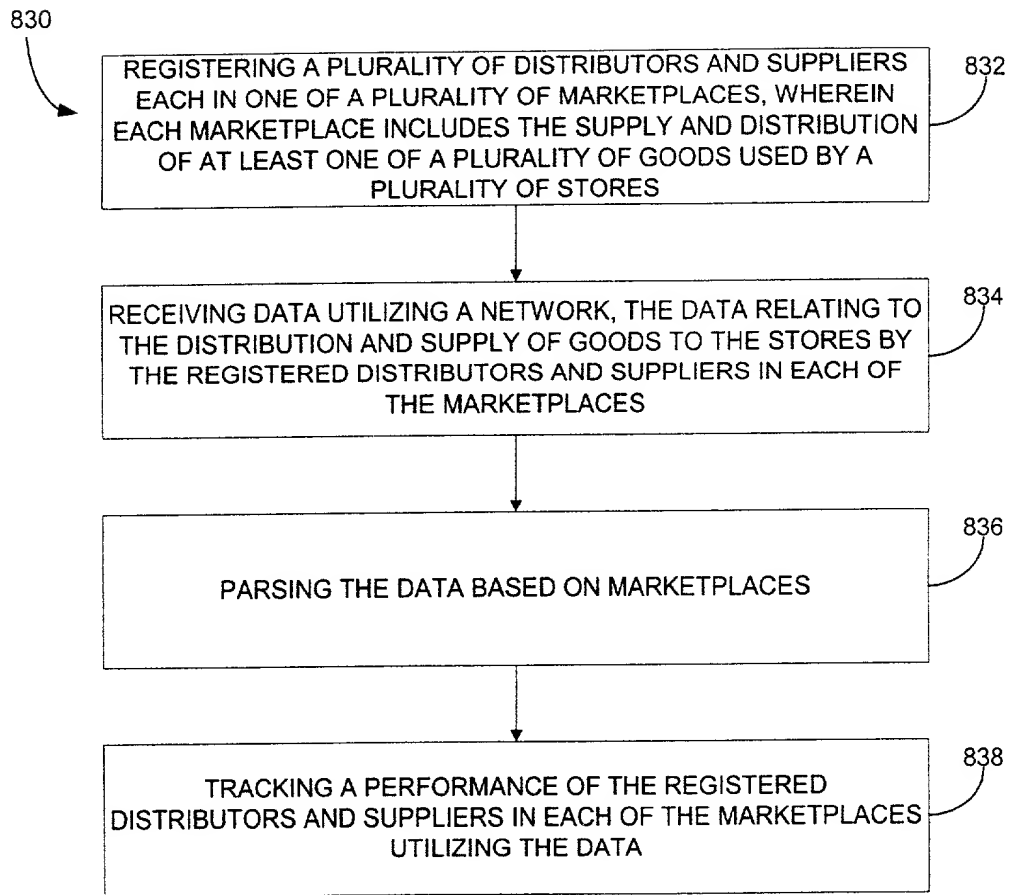 830
REGISTERING A PLURALITY OF DISTRIBUTORS AND SUPPLIERS
EACH IN ONE OF A PLURALITY OF MARKETPLACES, WHEREIN
EACH MARKETPLACE INCLUDES THE SUPPLY AND DISTRIBUTION
OF AT LEAST ONE OF A PLURALITY OF GOODS USED BY A
PLURALITY OF STORES
832
RECEIVING DATA UTILIZING A NETWORK, THE DATA RELATING TO
THE DISTRIBUTION AND SUPPLY OF GOODS TO THE STORES BY
THE REGISTERED DISTRIBUTORS AND SUPPLIERS IN EACH OF
THE MARKETPLACES
834
PARSING THE DATA BASED ON MARKETPLACES
836
TRACKING A PERFORMANCE OF THE REGISTERED
DISTRIBUTORS AND SUPPLIERS IN EACH OF THE MARKETPLACES
UTILIZING THE DATA
838